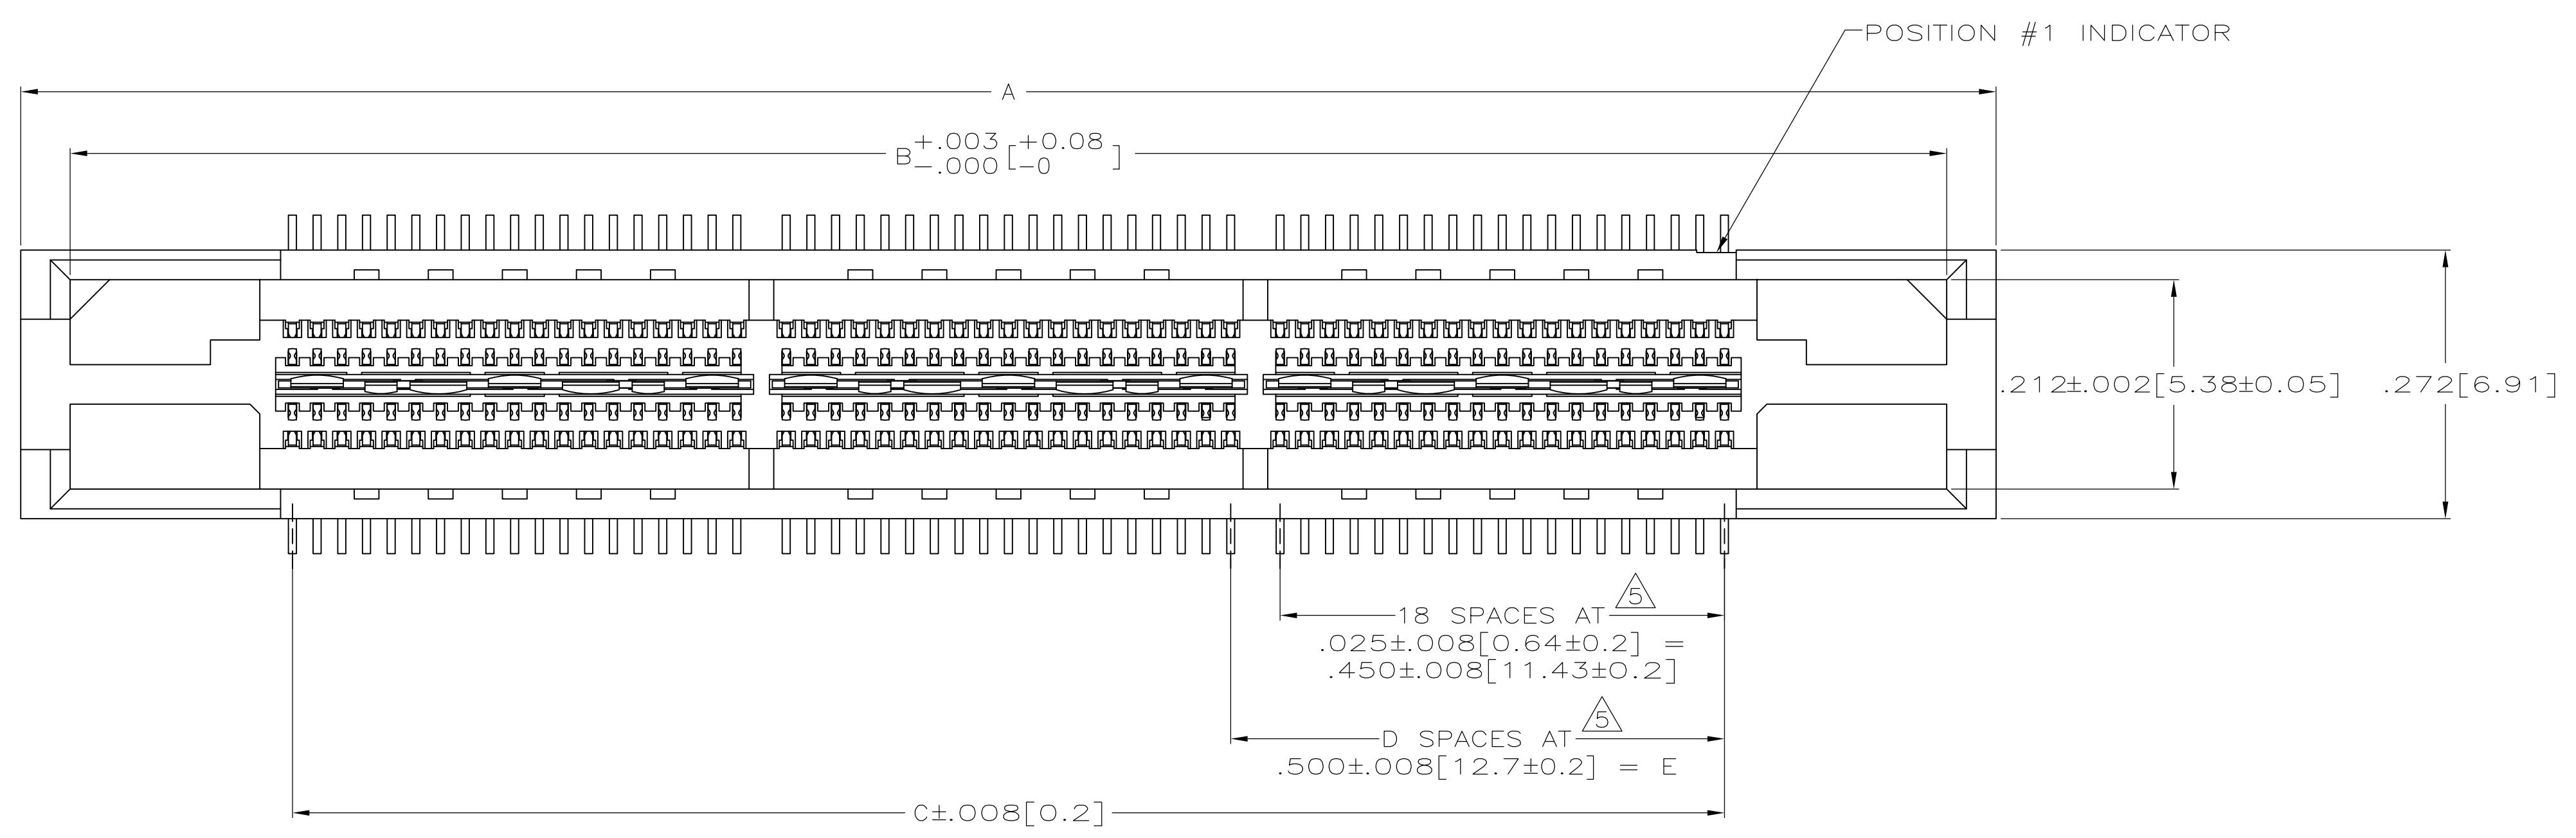 POSITION #1 INDICATOR
A
B+.003[+0.08
-.000[-0 ]
.212±.002[5.38±0.05]
.272[6.91]
5
18 SPACES AT
.025±.008[0.64±0.2] =
.450±.008[11.43±0.2]
5
D SPACES AT
.500±.008[12.7±0.2] = E
C±.008[0.2]